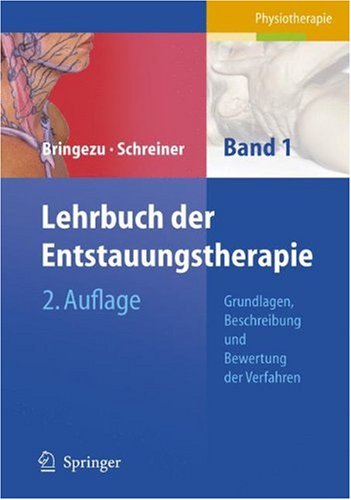 Physiotherapie
Bringezu · Schreiner
Band 1
Lehrbuch der
Entstauungstherapie
2. Auflage
Grundlagen,
Beschreibung
und
Bewertung
der Verfahren
Springer